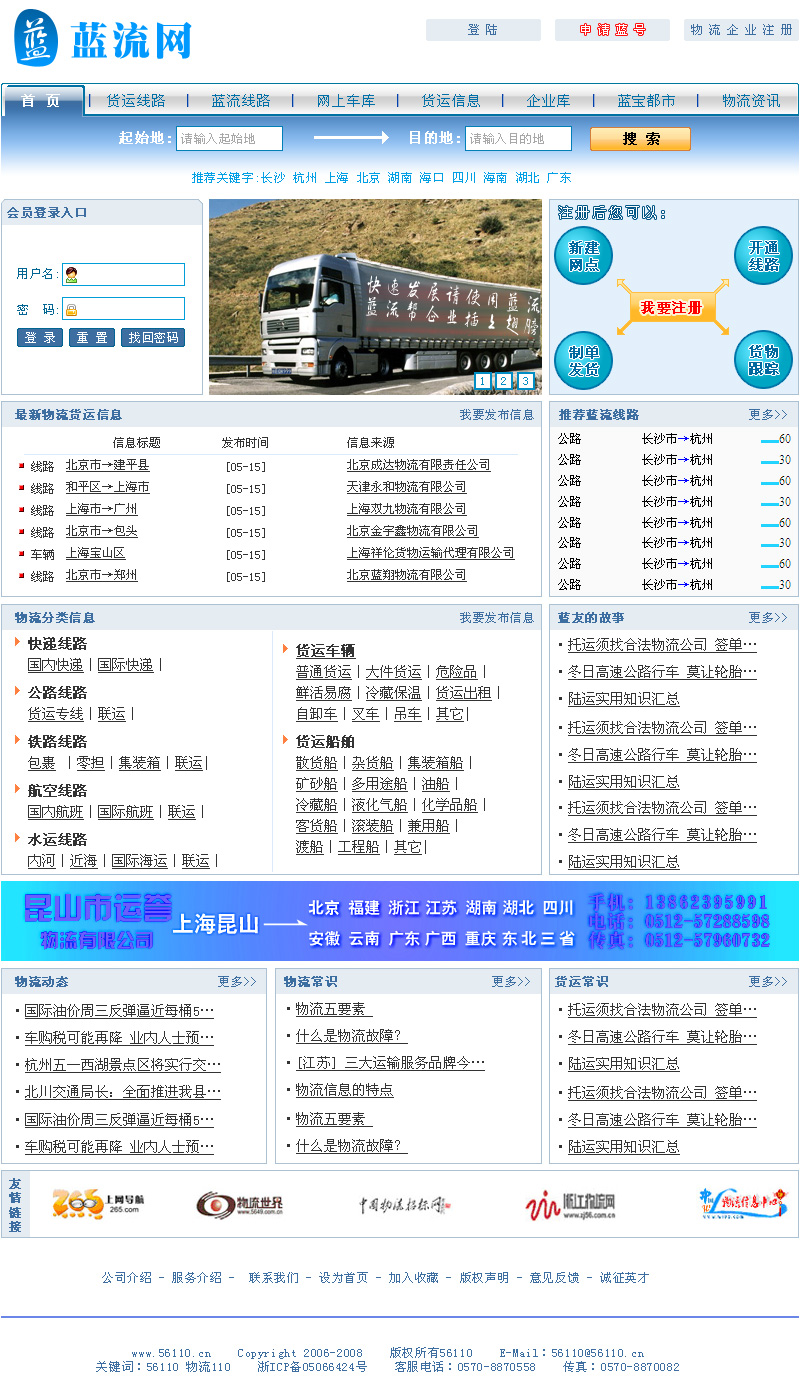 蓝 蓝流网
登 陆 申请蓝号 物流企业注册
首 页 货运线路 蓝流线路 网上车库 货运信息 企业库 蓝宝都市 物流资讯
起始地: 请输入起始地 目的地: 请输入目的地 搜 索
推荐关键字:长沙 杭州 上海 北京 湖南 海口 四川 海南 湖北 广东
会员登录入口
用户名:
密 码:
登 录 重 置 找回密码
快速发展请使用蓝流
蓝流帮企业插上翅膀
1 2 3
注册后您可以:
新建网点
开通线路
我要注册
制单发货
货物跟踪
最新物流货运信息 我要发布信息
信息标题 发布时间 信息来源
线路 北京市→建平县 [05-15] 北京成达物流有限责任公司
线路 和平区→上海市 [05-15] 天津永和物流有限公司
线路 上海市→广州 [05-15] 上海双九物流有限公司
线路 北京市→包头 [05-15] 北京金宇鑫物流有限公司
车辆 上海宝山区 [05-15] 上海祥伦货物运输代理有限公司
线路 北京市→郑州 [05-15] 北京蓝翔物流有限公司
推荐蓝流线路 更多>>
公路 长沙市→杭州 60
公路 长沙市→杭州 30
公路 长沙市→杭州 60
公路 长沙市→杭州 30
公路 长沙市→杭州 60
公路 长沙市→杭州 30
公路 长沙市→杭州 60
公路 长沙市→杭州 30
物流分类信息 我要发布信息
快递线路
国内快递 | 国际快递 |
公路线路
货运专线 | 联运 |
铁路线路
包裹 | 零担 | 集装箱 | 联运|
航空线路
国内航班 | 国际航班 | 联运 |
水运线路
内河 | 近海 | 国际海运 | 联运 |
货运车辆
普通货运 | 大件货运 | 危险品 |
鲜活易腐 | 冷藏保温 | 货运出租 |
自卸车 | 叉车 | 吊车 | 其它|
货运船舶
散货船 | 杂货船 | 集装箱船 |
矿砂船 | 多用途船 | 油船 |
冷藏船 | 液化气船 | 化学品船 |
客货船 | 滚装船 | 兼用船 |
渡船 | 工程船 | 其它|
蓝友的故事 更多>>
·托运须找合法物流公司 签单…
·冬日高速公路行车 莫让轮胎…
·陆运实用知识汇总
·托运须找合法物流公司 签单…
·冬日高速公路行车 莫让轮胎…
·陆运实用知识汇总
·托运须找合法物流公司 签单…
·冬日高速公路行车 莫让轮胎…
·陆运实用知识汇总
昆山市运誉
物流有限公司
上海昆山
北京 福建 浙江 江苏 湖南 湖北 四川
安徽 云南 广东 广西 重庆 东北三省
手机: 13862395991
电话: 0512-57288598
传真: 0512-57960732
物流动态 更多>>
·国际油价周三反弹逼近每桶5…
·车购税可能再降 业内人士预…
·杭州五一西湖景点区将实行交…
·北川交通局长: 全面推进我县…
·国际油价周三反弹逼近每桶5…
·车购税可能再降 业内人士预…
物流常识 更多>>
·物流五要素
·什么是物流故障?
·[江苏] 三大运输服务品牌今…
·物流信息的特点
·物流五要素
·什么是物流故障?
货运常识 更多>>
·托运须找合法物流公司 签单…
·冬日高速公路行车 莫让轮胎…
·陆运实用知识汇总
·托运须找合法物流公司 签单…
·冬日高速公路行车 莫让轮胎…
·陆运实用知识汇总
友情链接
265 上网导航 265.com
物流世界 www.5649.com.cn
中国物流招标网
浙江物流网 www.zj56.com.cn
中国物流信息中心
公司介绍 - 服务介绍 - 联系我们 - 设为首页 - 加入收藏 - 版权声明 - 意见反馈 - 诚征英才
www.56110.cn Copyright 2006-2008 版权所有56110 E-Mail：56110@56110.cn
关键词：56110 物流110 浙ICP备05066424号 客服电话：0570-8870558 传真：0570-8870082